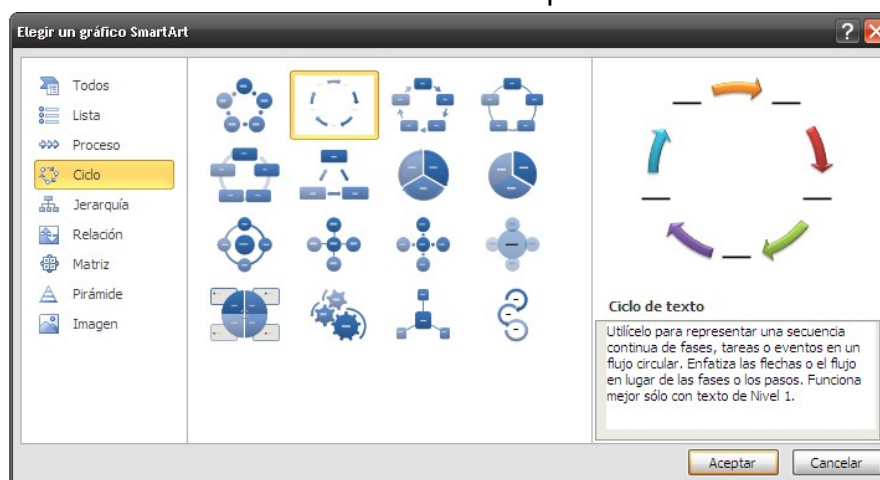 Elegir un gráfico SmartArt
Todos
Lista
Proceso
Ciclo
Jerarquía
Relación
Matriz
Pirámide
Imagen
Ciclo de texto
Utilícelo para representar una secuencia
continua de fases, tareas o eventos en un
flujo circular. Enfatiza las flechas o el flujo
en lugar de las fases o los pasos. Funciona
mejor sólo con texto de Nivel 1.
Aceptar
Cancelar